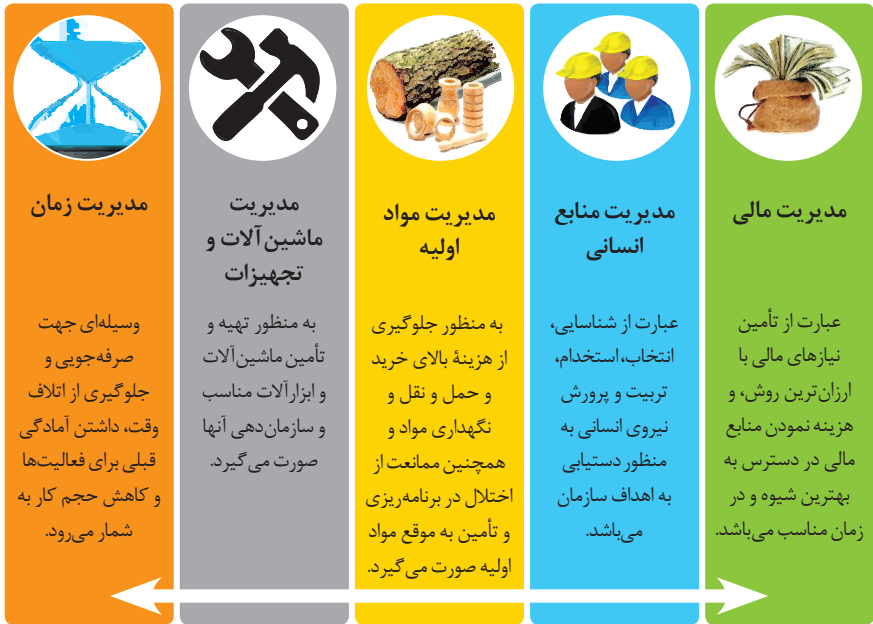 مدیریت مالی
عبارت از تأمین
نیازهای مالی با
ارزان‌ترین روش، و
هزینه نمودن منابع
مالی در دسترس به
بهترین شیوه و در
زمان مناسب می‌باشد.
مدیریت منابع
انسانی
عبارت از شناسایی،
انتخاب، استخدام،
تربیت و پرورش
نیروی انسانی به
منظور دستیابی
به اهداف سازمان
می‌باشد.
مدیریت مواد
اولیه
به منظور جلوگیری
از هزینهٔ بالای خرید
و حمل و نقل و
نگهداری مواد و
همچنین ممانعت از
اختلال در برنامه‌ریزی
و تأمین به موقع مواد
اولیه صورت می‌گیرد.
مدیریت
ماشین‌آلات و
تجهیزات
به منظور تهیه و
تأمین ماشین‌آلات
و ابزارآلات مناسب
و سازمان‌دهی آنها
صورت می‌گیرد.
مدیریت زمان
وسیله‌ای جهت
صرفه‌جویی و
جلوگیری از اتلاف
وقت، داشتن آمادگی
قبلی برای فعالیت‌ها
و کاهش حجم کار به
شمار می‌رود.